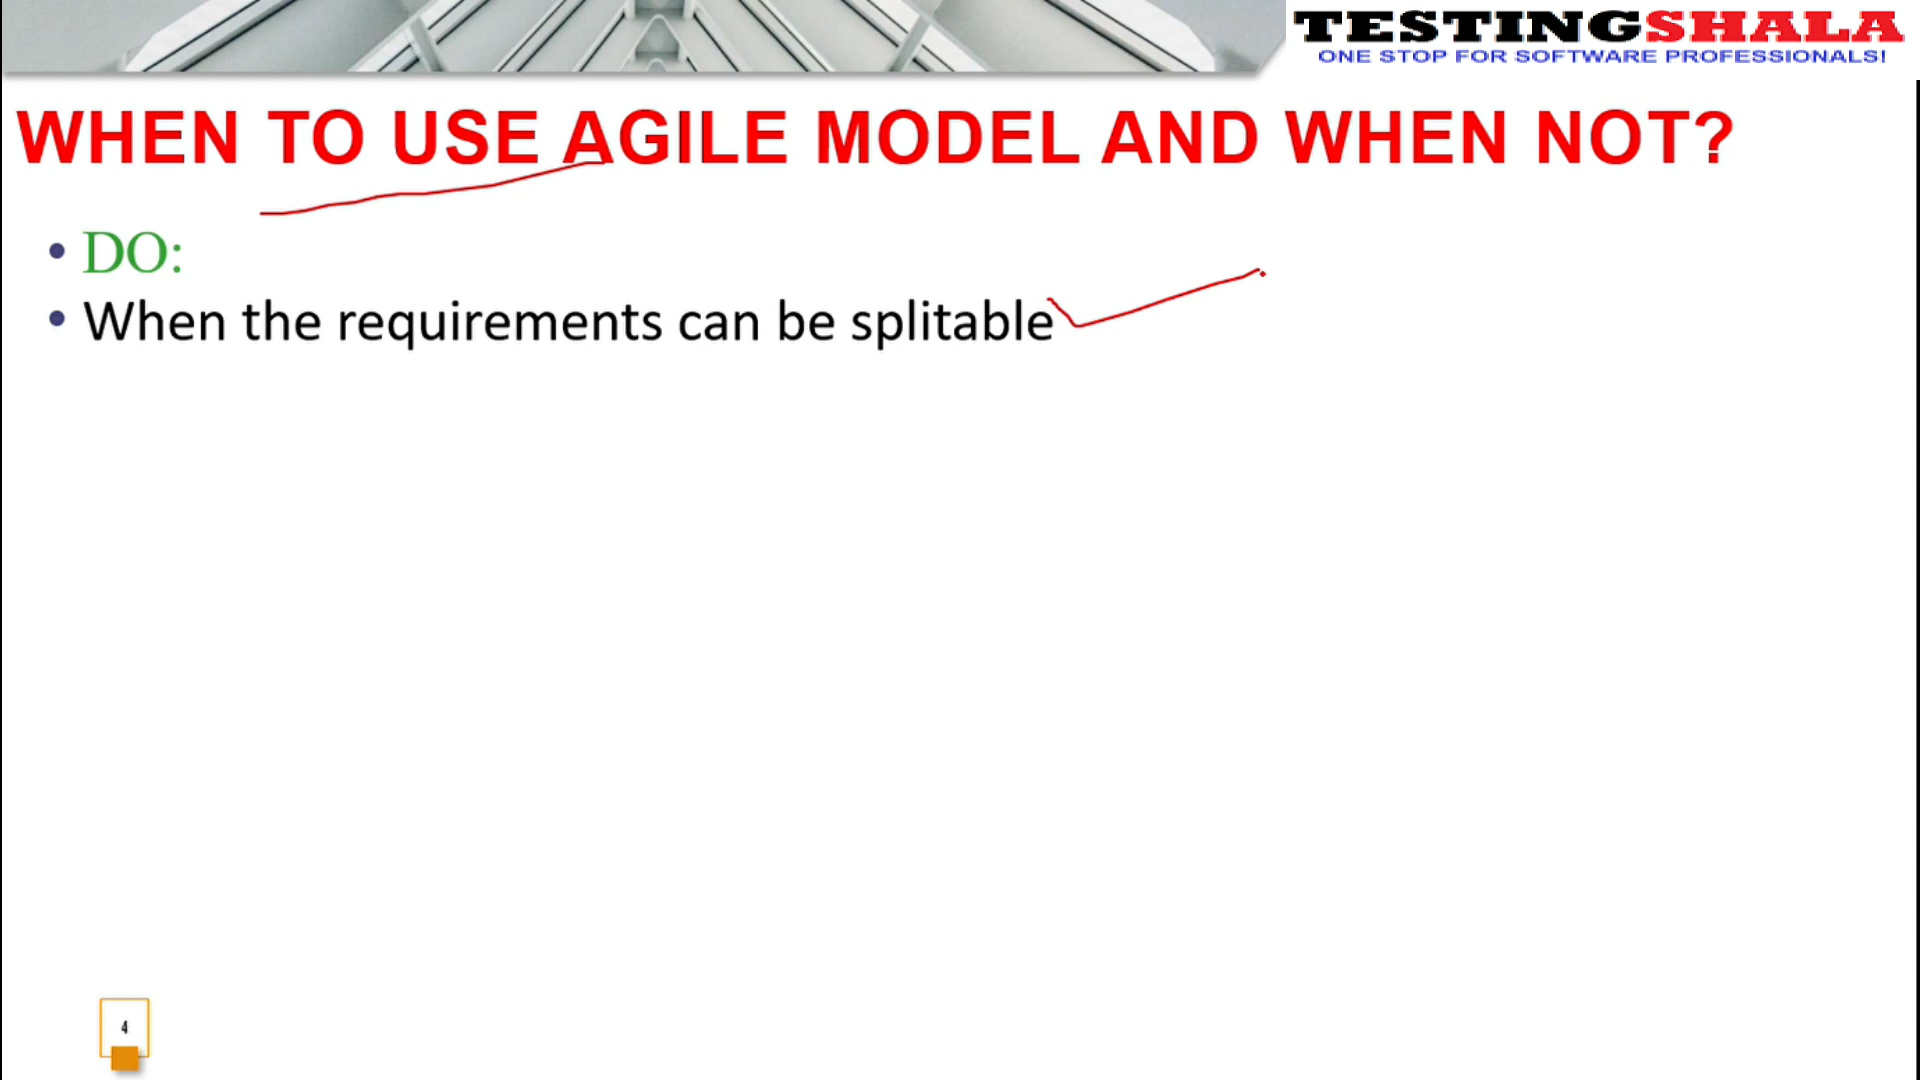 TESTINGSHALA
ONE STOP FOR SOFTWARE PROFESSIONALS!
WHEN TO USE AGILE MODEL AND WHEN NOT?
• DO:
• When the requirements can be splitable
4